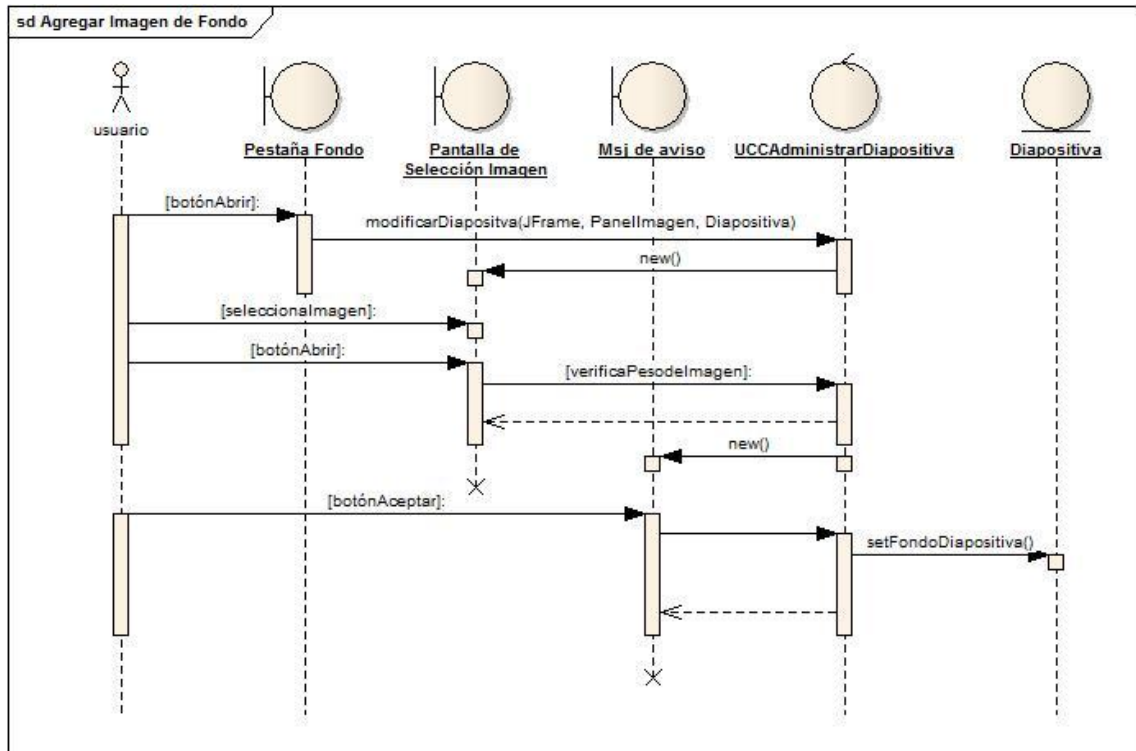 sd Agregar Imagen de Fondo
usuario
Pestaña Fondo
Pantalla de
Selección Imagen
Msj de aviso
UCCAdministrarDiapositiva
Diapositiva
[botónAbrir]:
modificarDiapositva(JFrame, PanelImagen, Diapositiva)
new()
[seleccionaImagen]:
[botónAbrir]:
[verificaPesodeImagen]:
new()
[botónAceptar]:
setFondoDiapositiva()